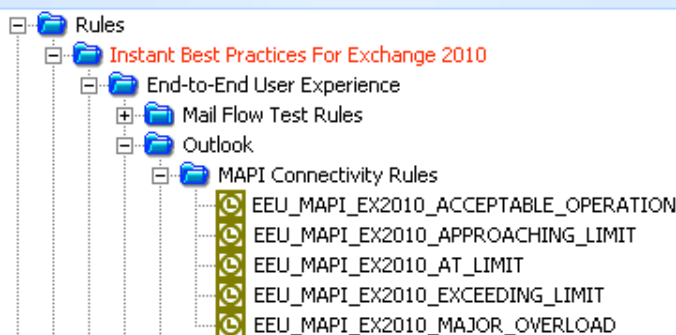 Rules
Instant Best Practices For Exchange 2010
End-to-End User Experience
Mail Flow Test Rules
Outlook
MAPI Connectivity Rules
EEU_MAPI_EX2010_ACCEPTABLE_OPERATION
EEU_MAPI_EX2010_APPROACHING_LIMIT
EEU_MAPI_EX2010_AT_LIMIT
EEU_MAPI_EX2010_EXCEEDING_LIMIT
EEU_MAPI_EX2010_MAJOR_OVERLOAD